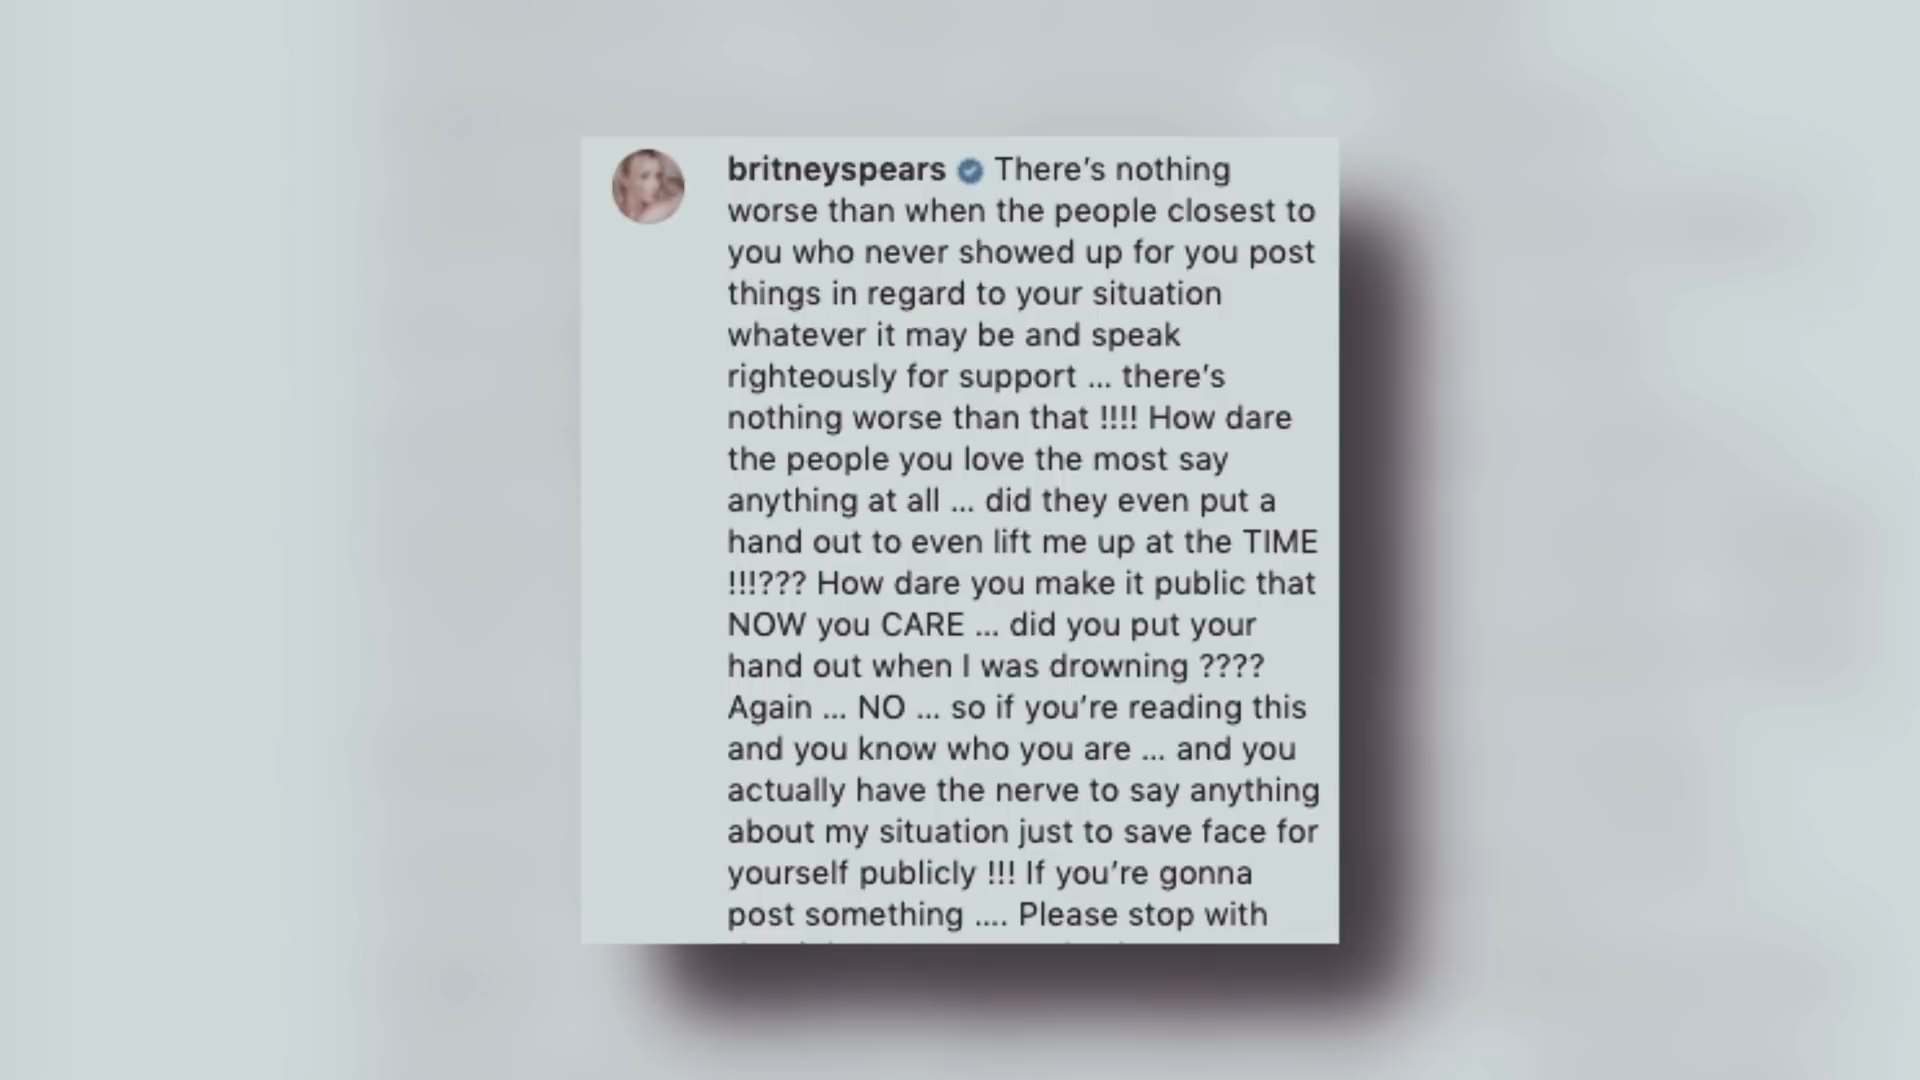 britneyspears There's nothing
worse than when the people closest to
you who never showed up for you post
things in regard to your situation
whatever it may be and speak
righteously for support ... there's
nothing worse than that !!!! How dare
the people you love the most say
anything at all ... did they even put a
hand out to even lift me up at the TIME
!!!??? How dare you make it public that
NOW you CARE ... did you put your
hand out when I was drowning ????
Again ... NO ... so if you're reading this
and you know who you are ... and you
actually have the nerve to say anything
about my situation just to save face for
yourself publicly !!! If you're gonna
post something .... Please stop with